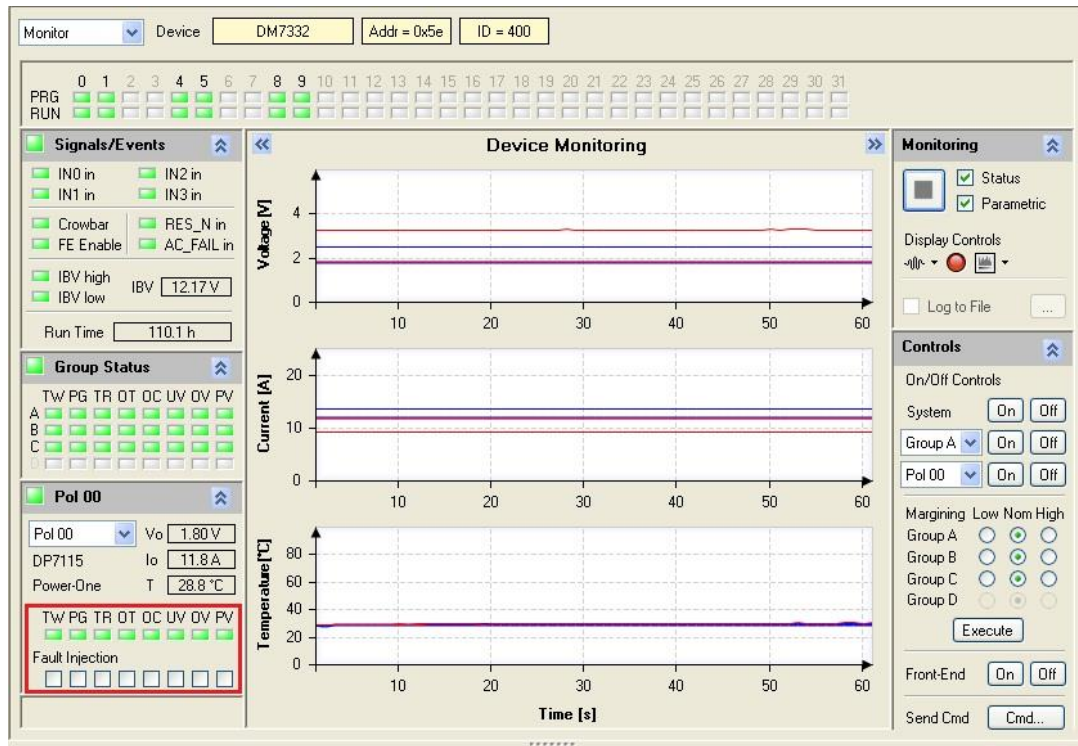 Monitor Device DM7332 Addr = 0x5e ID = 400
0 1 2 3 4 5 6 7 8 9 10 11 12 13 14 15 16 17 18 19 20 21 22 23 24 25 26 27 28 29 30 31
PRG
RUN
Signals/Events
IN0 in IN2 in
IN1 in IN3 in
Crowbar RES_N in
FE Enable AC_FAIL in
IBV high
IBV low
IBV 12.17 V
Run Time 110.1 h
Group Status
TW PG TR OT OC UV OV PV
A
B
C
D
Pol 00
Pol 00 Vo 1.80 V
DP7115 Io 11.8 A
Power-One T 28.8 °C
TW PG TR OT OC UV OV PV
Fault Injection
Device Monitoring
Voltage [V]
4
2
0
10 20 30 40 50 60
Current [A]
20
10
0
10 20 30 40 50 60
Temperature [°C]
80
60
40
20
0
10 20 30 40 50 60
Time [s]
Monitoring
Status
Parametric
Display Controls
Log to File ...
Controls
On/Off Controls
System On Off
Group A On Off
Pol 00 On Off
Margining Low Nom High
Group A
Group B
Group C
Group D
Execute
Front-End On Off
Send Cmd Cmd...